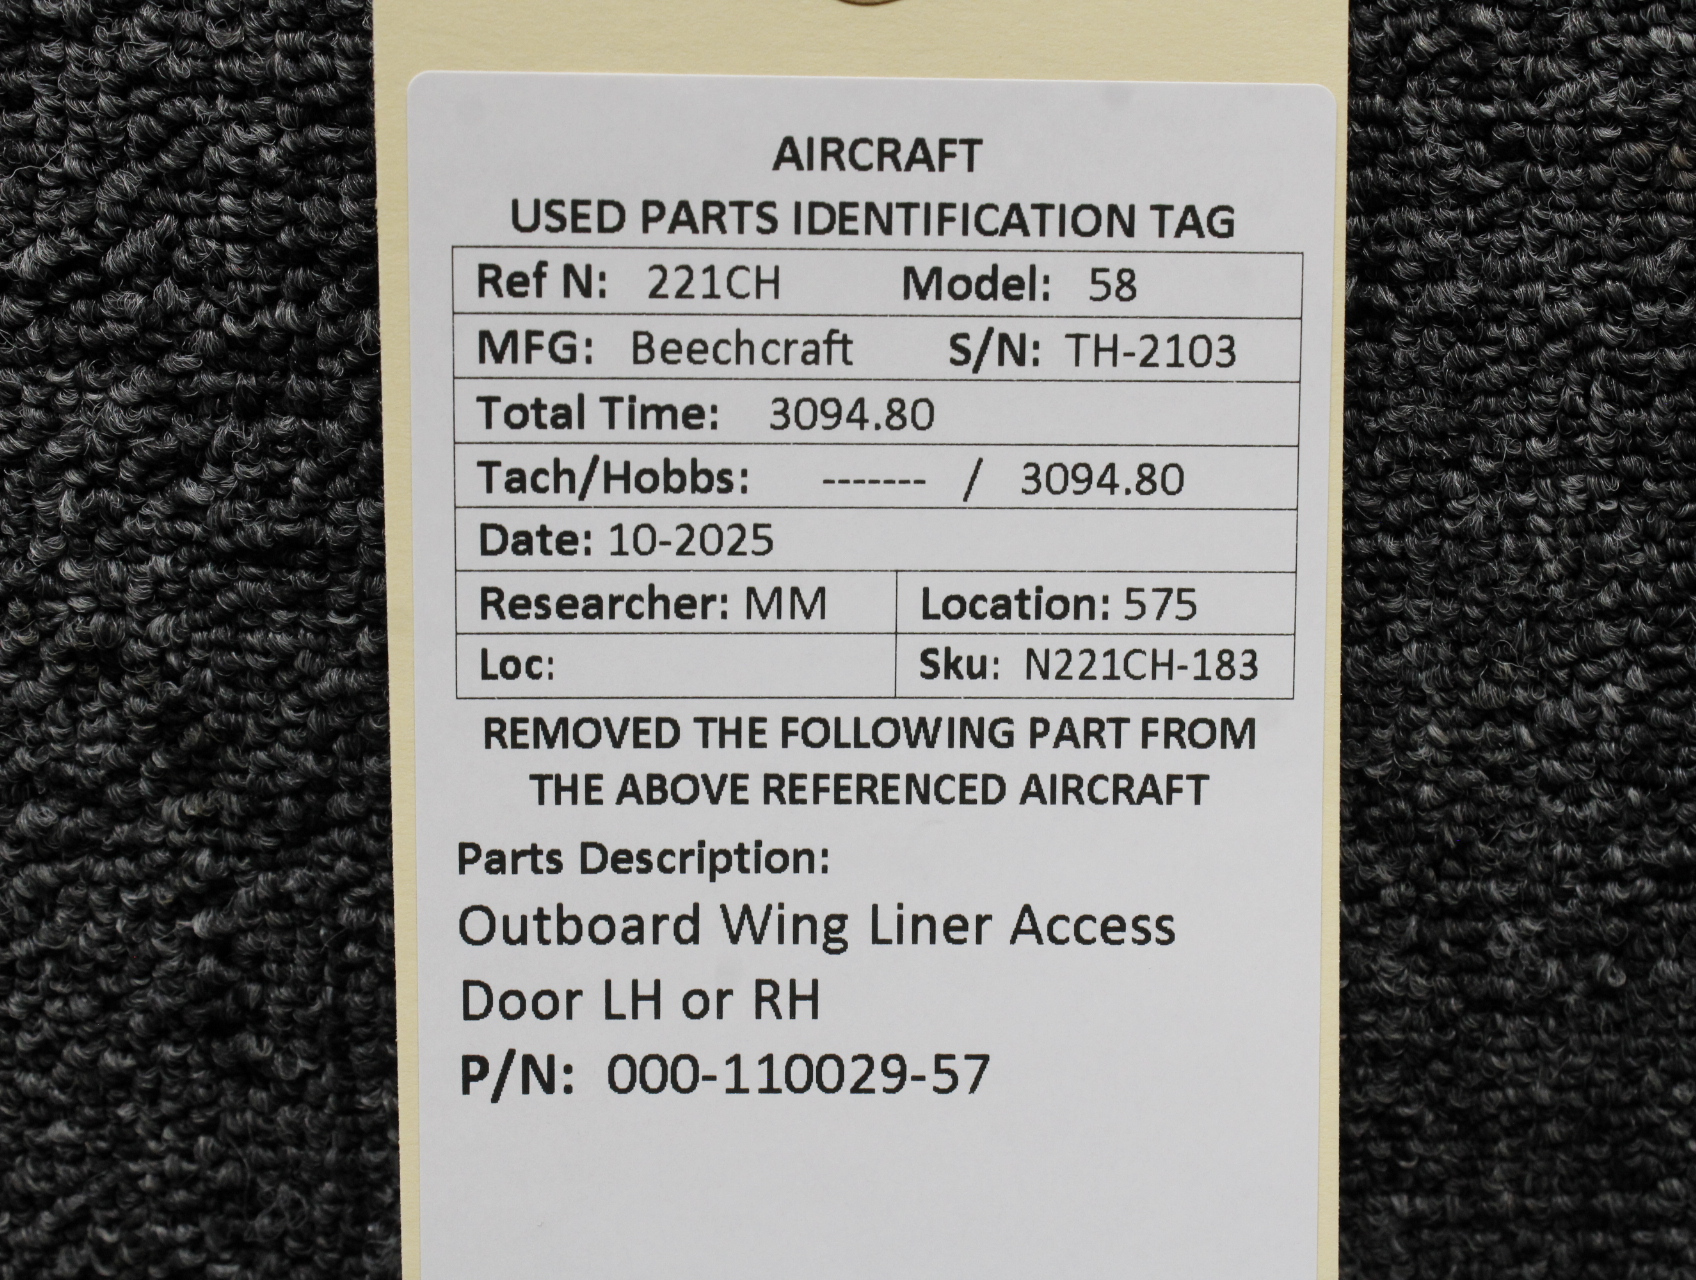 AIRCRAFT
USED PARTS IDENTIFICATION TAG
Ref N: 221CH Model: 58
MFG: Beechcraft S/N: TH-2103
Total Time: 3094.80
Tach/Hobbs: ------- / 3094.80
Date: 10-2025
Researcher: MM Location: 575
Loc: Sku: N221CH-183
REMOVED THE FOLLOWING PART FROM
THE ABOVE REFERENCED AIRCRAFT
Parts Description:
Outboard Wing Liner Access
Door LH or RH
P/N: 000-110029-57